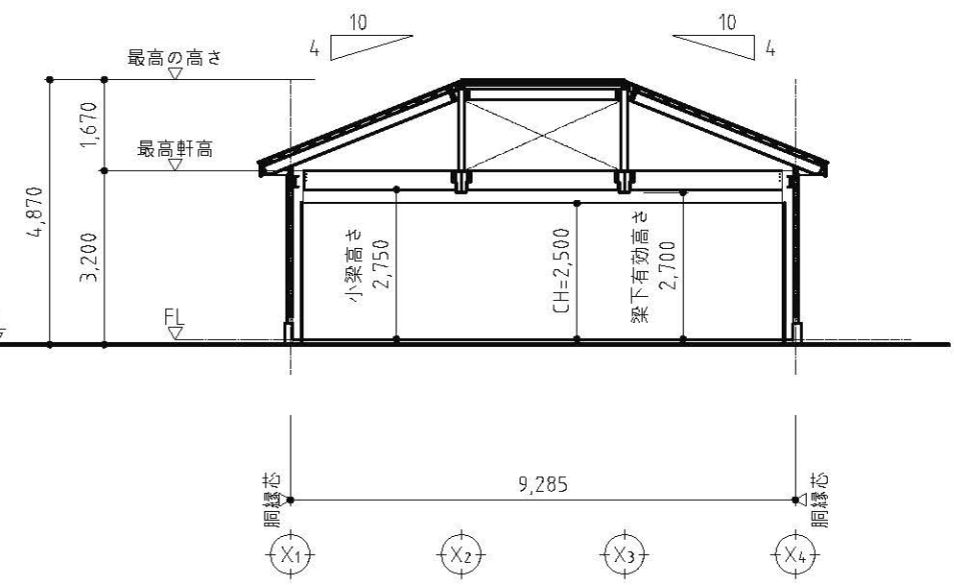 10
4
10
4
最高の高さ
1,670
最高軒高
4,870
3,200
FL
小梁高さ
2,750
CH=2,500
梁下有効高さ
2,700
胴縁芯
9,285
胴縁芯
X1
X2
X3
X4